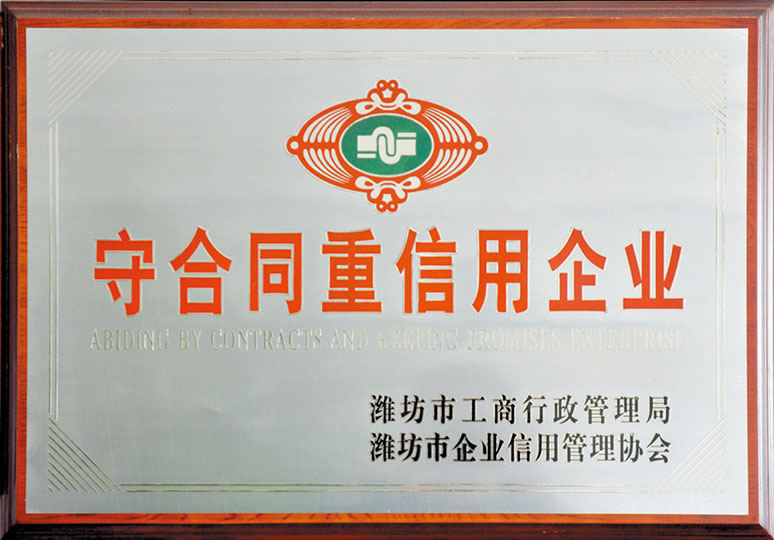 守合同重信用企业
ABIDING BY CONTRACTS AND KEEPING PROMISES ENTERPRISE
潍坊市工商行政管理局
潍坊市企业信用管理协会